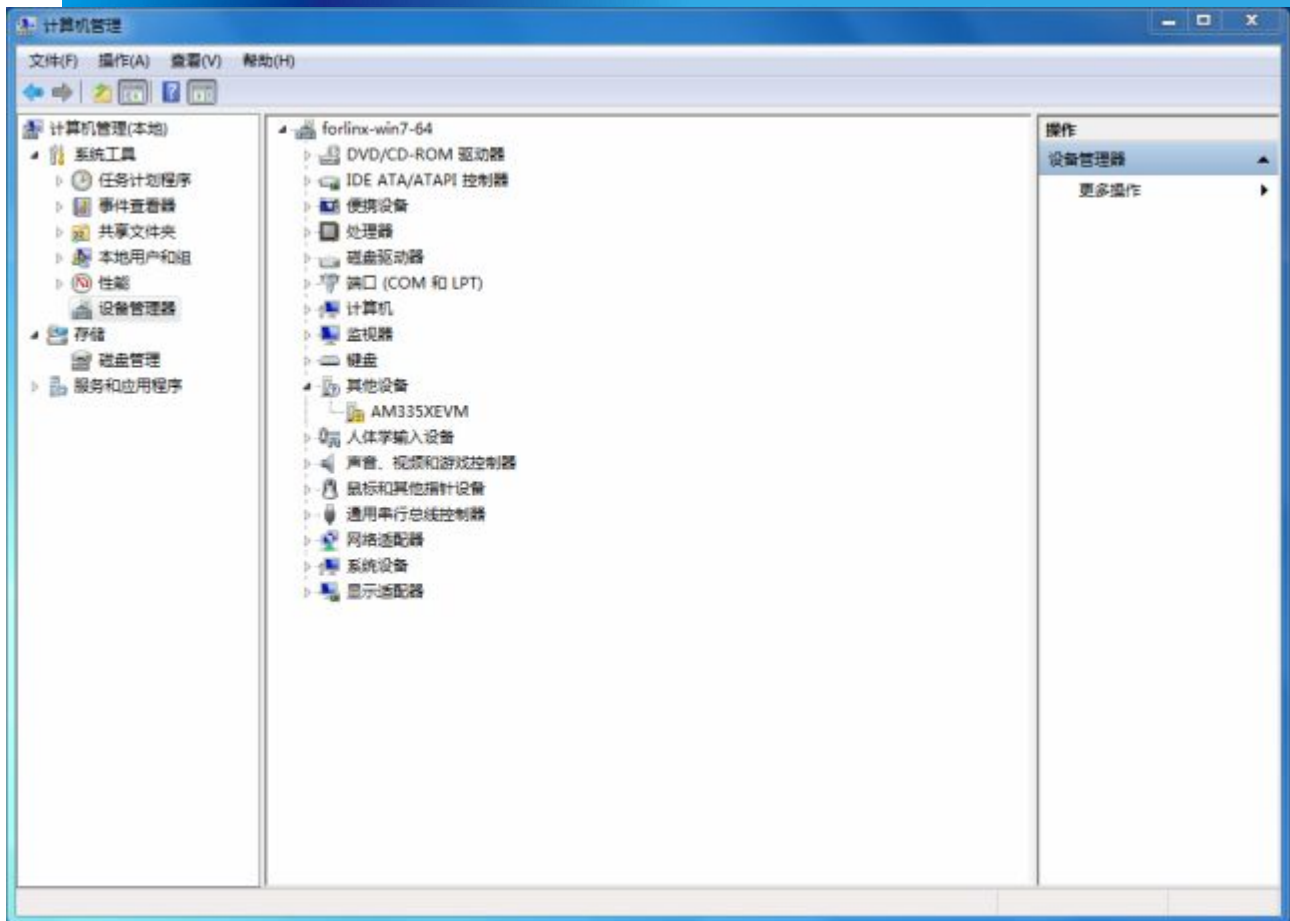 计算机管理
文件(F) 操作(A) 查看(V) 帮助(H)
计算机管理(本地)
系统工具
任务计划程序
事件查看器
共享文件夹
本地用户和组
性能
设备管理器
存储
磁盘管理
服务和应用程序
forlinx-win7-64
DVD/CD-ROM 驱动器
IDE ATA/ATAPI 控制器
便携设备
处理器
磁盘驱动器
端口 (COM 和 LPT)
计算机
监视器
键盘
其他设备
AM335XEVM
人体学输入设备
声音、视频和游戏控制器
鼠标和其他指针设备
通用串行总线控制器
网络适配器
系统设备
显示适配器
操作
设备管理器
更多操作